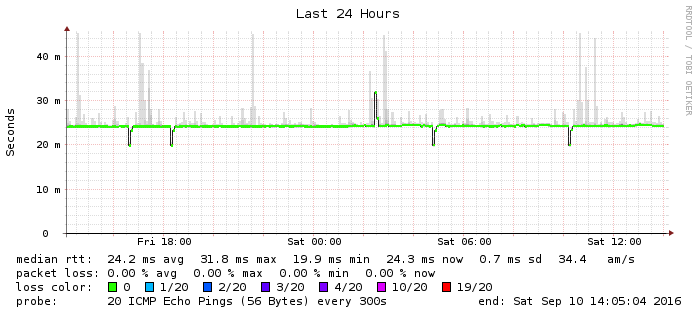 Last 24 Hours
RRDTOOL / TOBI OETIKER
Seconds
40 m
30 m
20 m
10 m
0
Fri 18:00 Sat 00:00 Sat 06:00 Sat 12:00
median rtt: 24.2 ms avg 31.8 ms max 19.9 ms min 24.3 ms now 0.7 ms sd 34.4 am/s
packet loss: 0.00 % avg 0.00 % max 0.00 % min 0.00 % now
loss color: 0 1/20 2/20 3/20 4/20 10/20 19/20
probe: 20 ICMP Echo Pings (56 Bytes) every 300s end: Sat Sep 10 14:05:04 2016